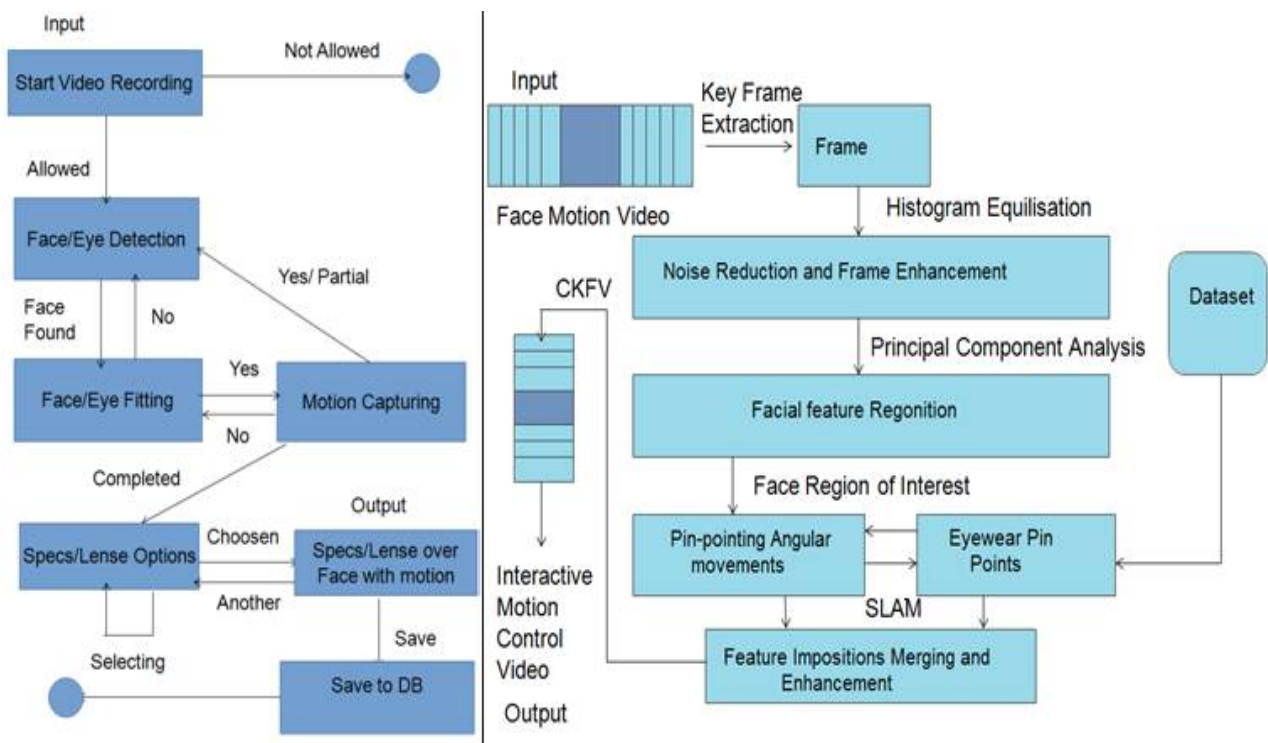 Input
Not Allowed
Start Video Recording
Allowed
Face/Eye Detection
Yes/ Partial
Face
Found
No
Face/Eye Fitting
Yes
No
Motion Capturing
Completed
Output
Specs/Lense Options
Choosen
Specs/Lense over
Face with motion
Another
Selecting
Save
Save to DB
Input
Key Frame
Extraction
Frame
Face Motion Video
Histogram Equilisation
Noise Reduction and Frame Enhancement
Dataset
CKFV
Principal Component Analysis
Facial feature Regonition
Face Region of Interest
Pin-pointing Angular
movements
Eyewear Pin
Points
SLAM
Interactive
Motion
Control
Video
Feature Impositions Merging and
Enhancement
Output